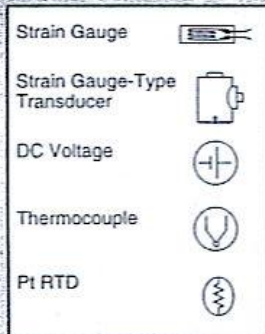 Strain Gauge
Strain Gauge-Type
Transducer
DC Voltage
Thermocouple
Pt RTD